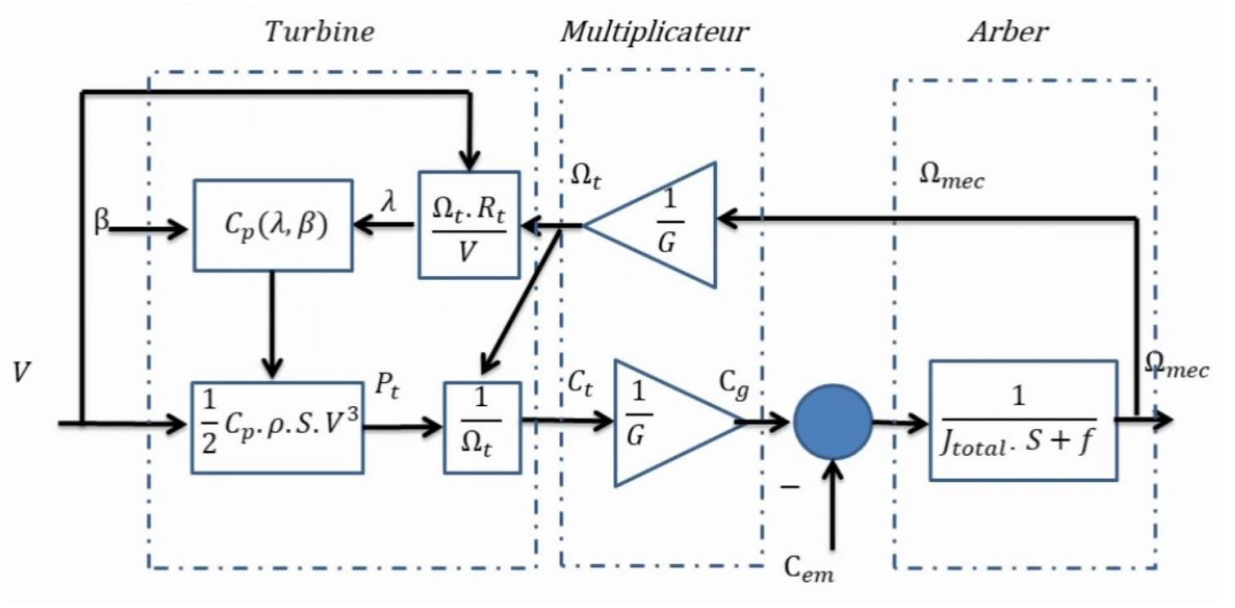 Turbine
Multiplicateur
Arber
Ω_t
Ω_mec
β
C_p(λ, β)
λ
Ω_t. R_t / V
1/G
V
1/2 C_p. ρ. S. V³
P_t
1/Ω_t
C_t
1/G
C_g
1 / J_total. S + f
Ω_mec
−
C_em